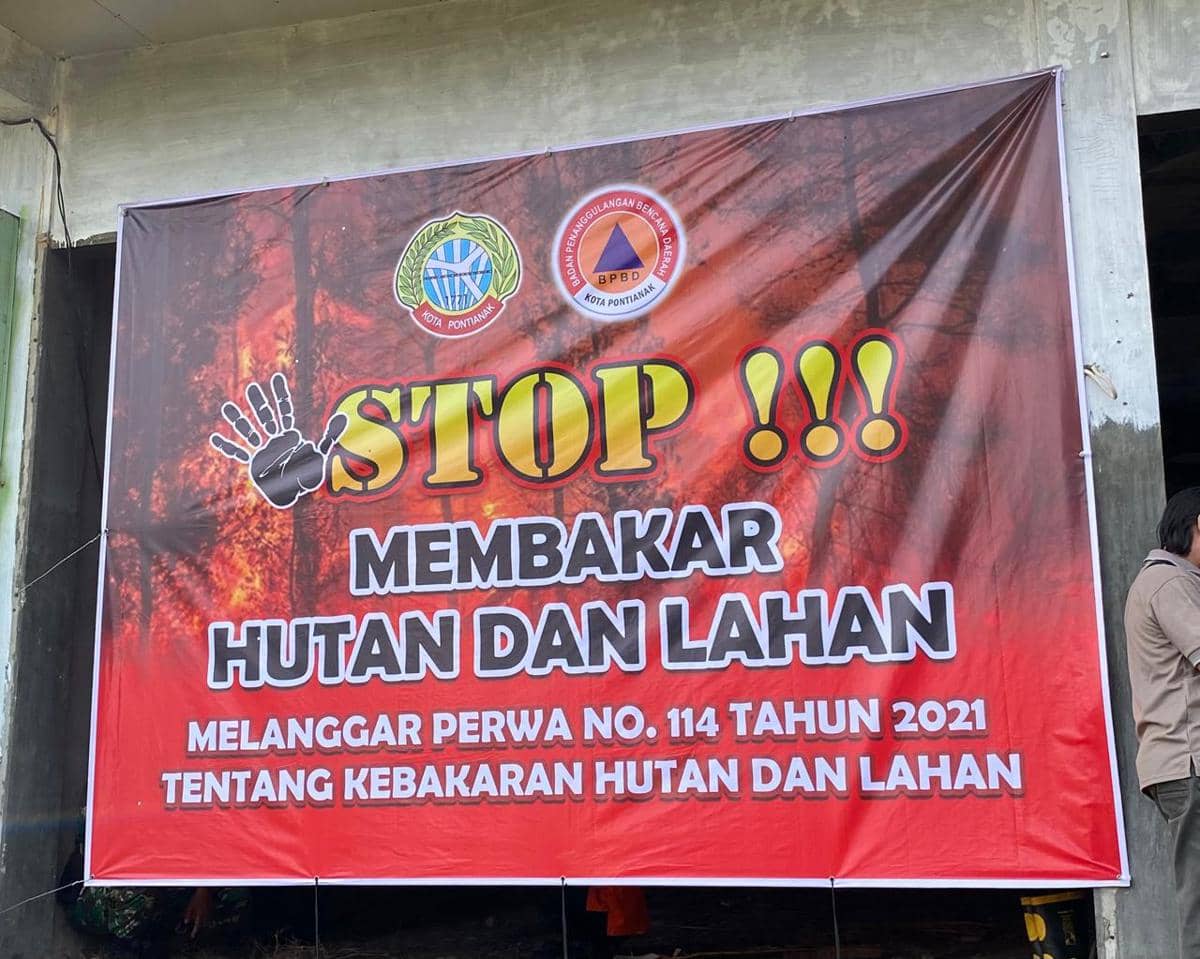 1771
KOTA PONTIANAK
BADAN PENANGGULANGAN BENCANA DAERAH
BPBD
KOTA PONTIANAK
STOP !!!
MEMBAKAR
HUTAN DAN LAHAN
MELANGGAR PERWA NO. 114 TAHUN 2021
TENTANG KEBAKARAN HUTAN DAN LAHAN